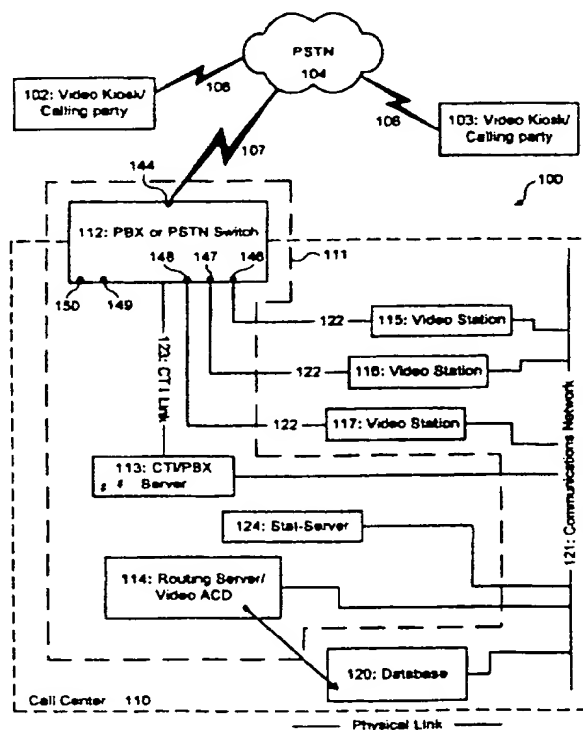 PSTN
104
102: Video Kiosk/
Calling party
106
103: Video Kiosk/
Calling party
106
107
144
100
112: PBX or PSTN Switch
148 147 146
111
150 149
122 115: Video Station
122 116: Video Station
122 117: Video Station
123: CTI Link
113: CTI/PBX
Server
121: Communications Network
124: Stat-Server
114: Routing Server/
Video ACD
120: Database
Call Center 110
Physical Link